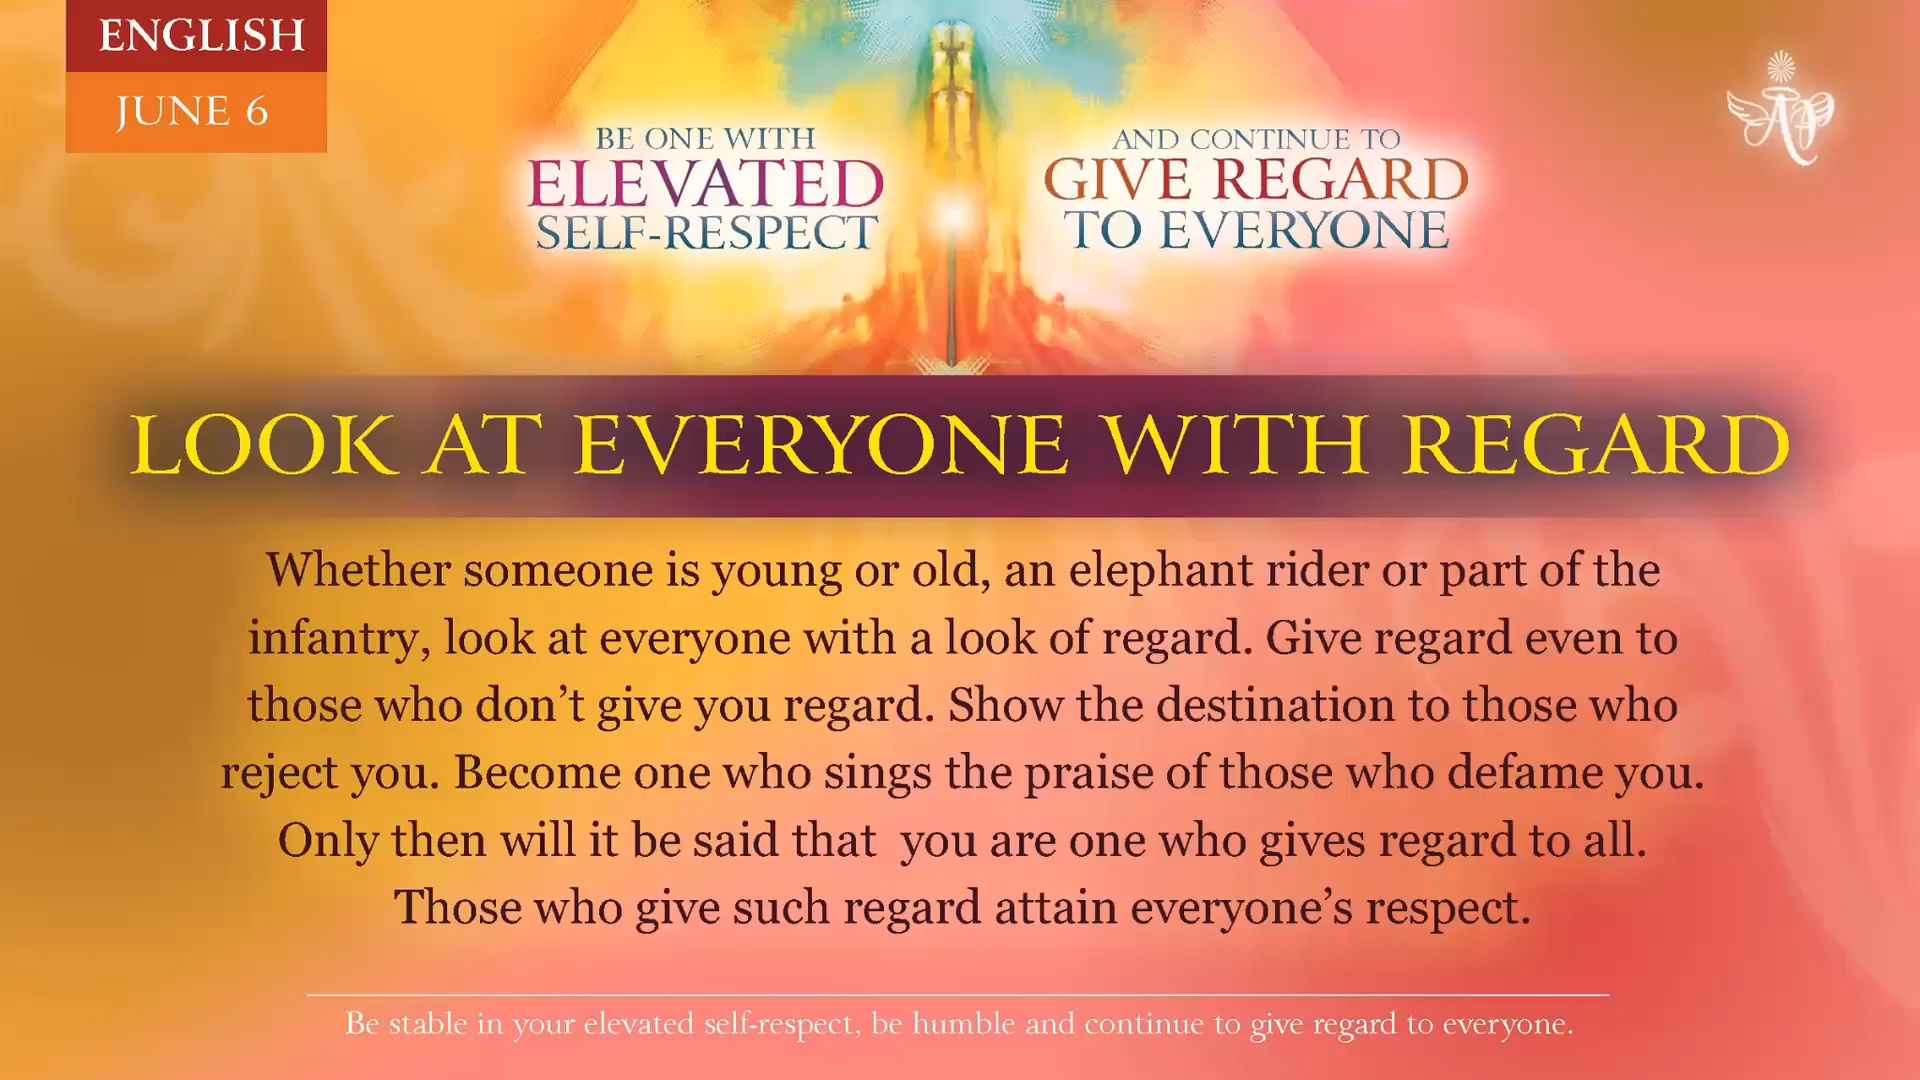 ENGLISH
JUNE 6
BE ONE WITH
ELEVATED
SELF-RESPECT
AND CONTINUE TO
GIVE REGARD
TO EVERYONE
LOOK AT EVERYONE WITH REGARD
Whether someone is young or old, an elephant rider or part of the
infantry, look at everyone with a look of regard. Give regard even to
those who don’t give you regard. Show the destination to those who
reject you. Become one who sings the praise of those who defame you.
Only then will it be said that  you are one who gives regard to all.
Those who give such regard attain everyone’s respect.
Be stable in your elevated self-respect, be humble and continue to give regard to everyone.